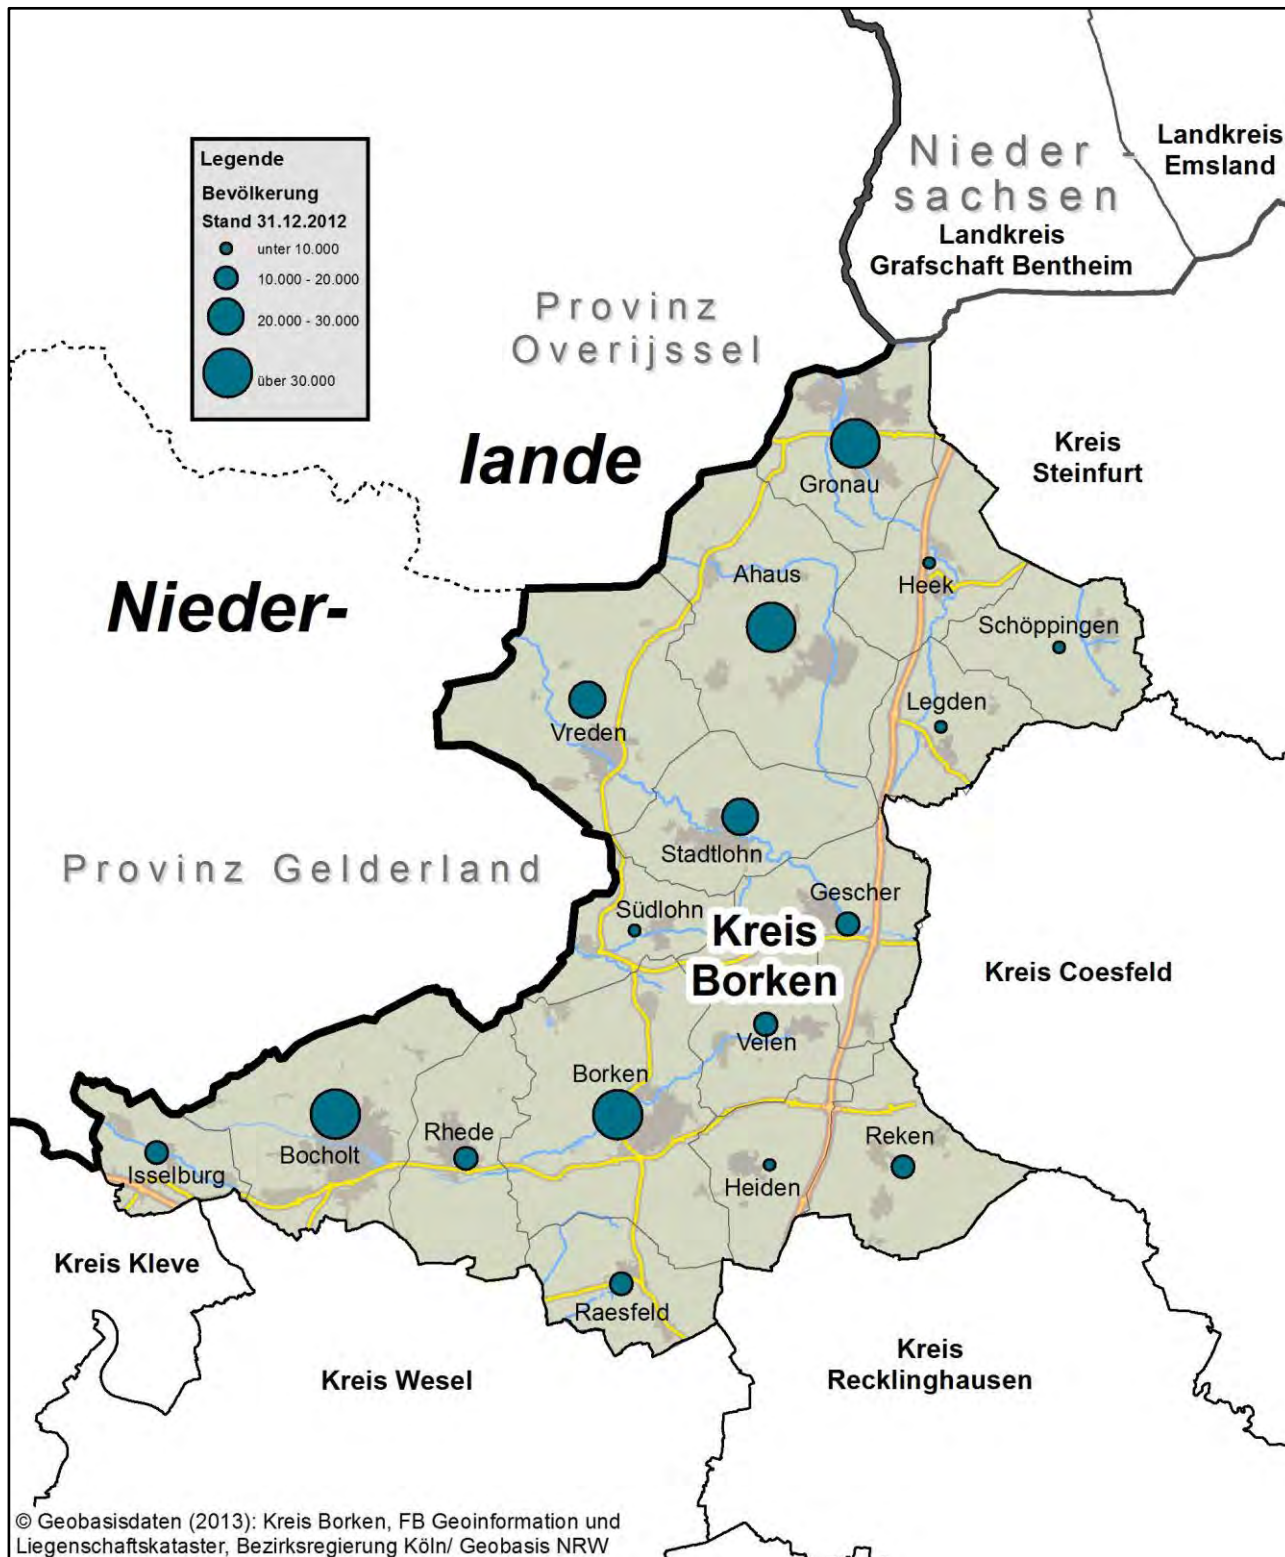 Legende
Bevölkerung
Stand 31.12.2012
unter 10.000
10.000 - 20.000
20.000 - 30.000
über 30.000
Nieder
sachsen
Landkreis
Grafschaft Bentheim
Landkreis
Emsland
Provinz
Overijssel
lande
Nieder-
Kreis
Steinfurt
Gronau
Ahaus
Heek
Schöppingen
Legden
Vreden
Stadtlohn
Provinz Gelderland
Gescher
Südlohn
Kreis
Borken
Kreis Coesfeld
Velen
Borken
Bocholt
Rhede
Isselburg
Reken
Heiden
Raesfeld
Kreis Kleve
Kreis Wesel
Kreis
Recklinghausen
© Geobasisdaten (2013): Kreis Borken, FB Geoinformation und
Liegenschaftskataster, Bezirksregierung Köln/ Geobasis NRW